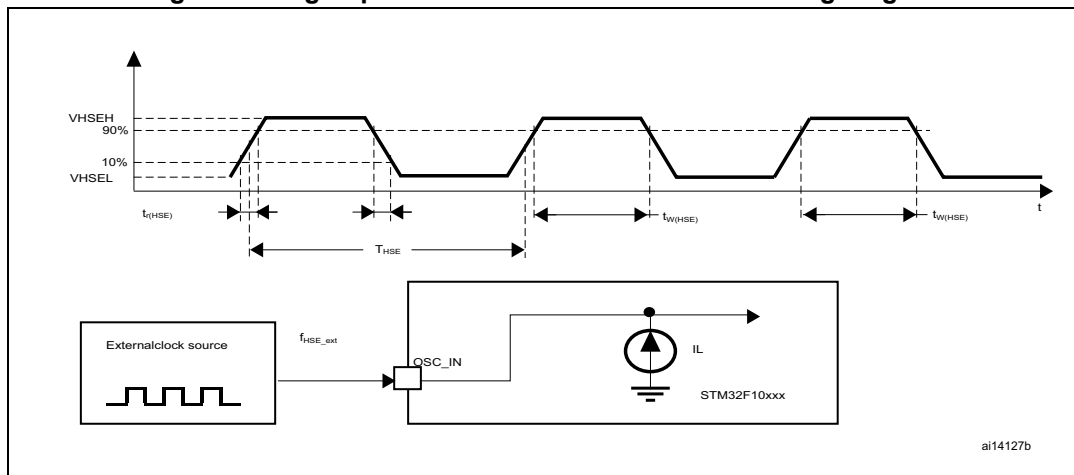 VHSEH
90%
10%
VHSEL
tr(HSE)
tW(HSE)
tW(HSE)
t
THSE
Externalclock source
fHSE_ext
OSC_IN
IL
STM32F10xxx
ai14127b